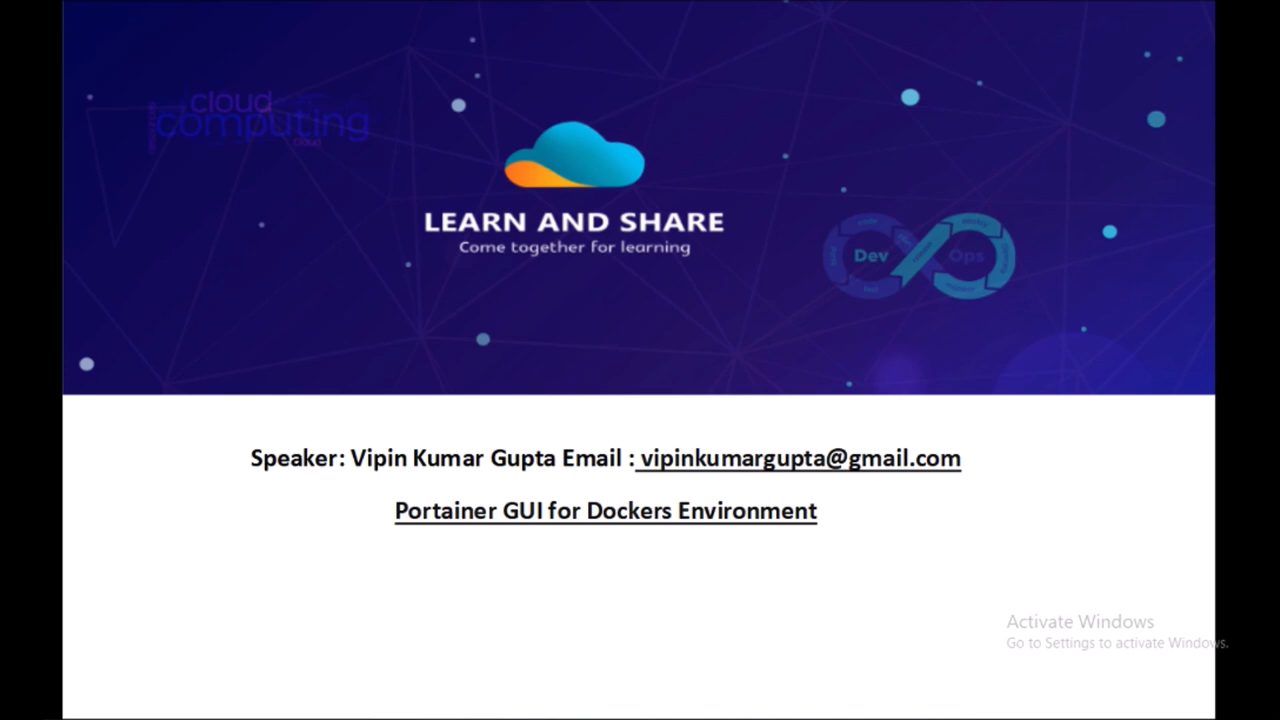 cloud
computing
cloud
LEARN AND SHARE
Come together for learning
Dev Ops
Speaker: Vipin Kumar Gupta Email : vipinkumargupta@gmail.com
Portainer GUI for Dockers Environment
Activate Windows
Go to Settings to activate Windows.